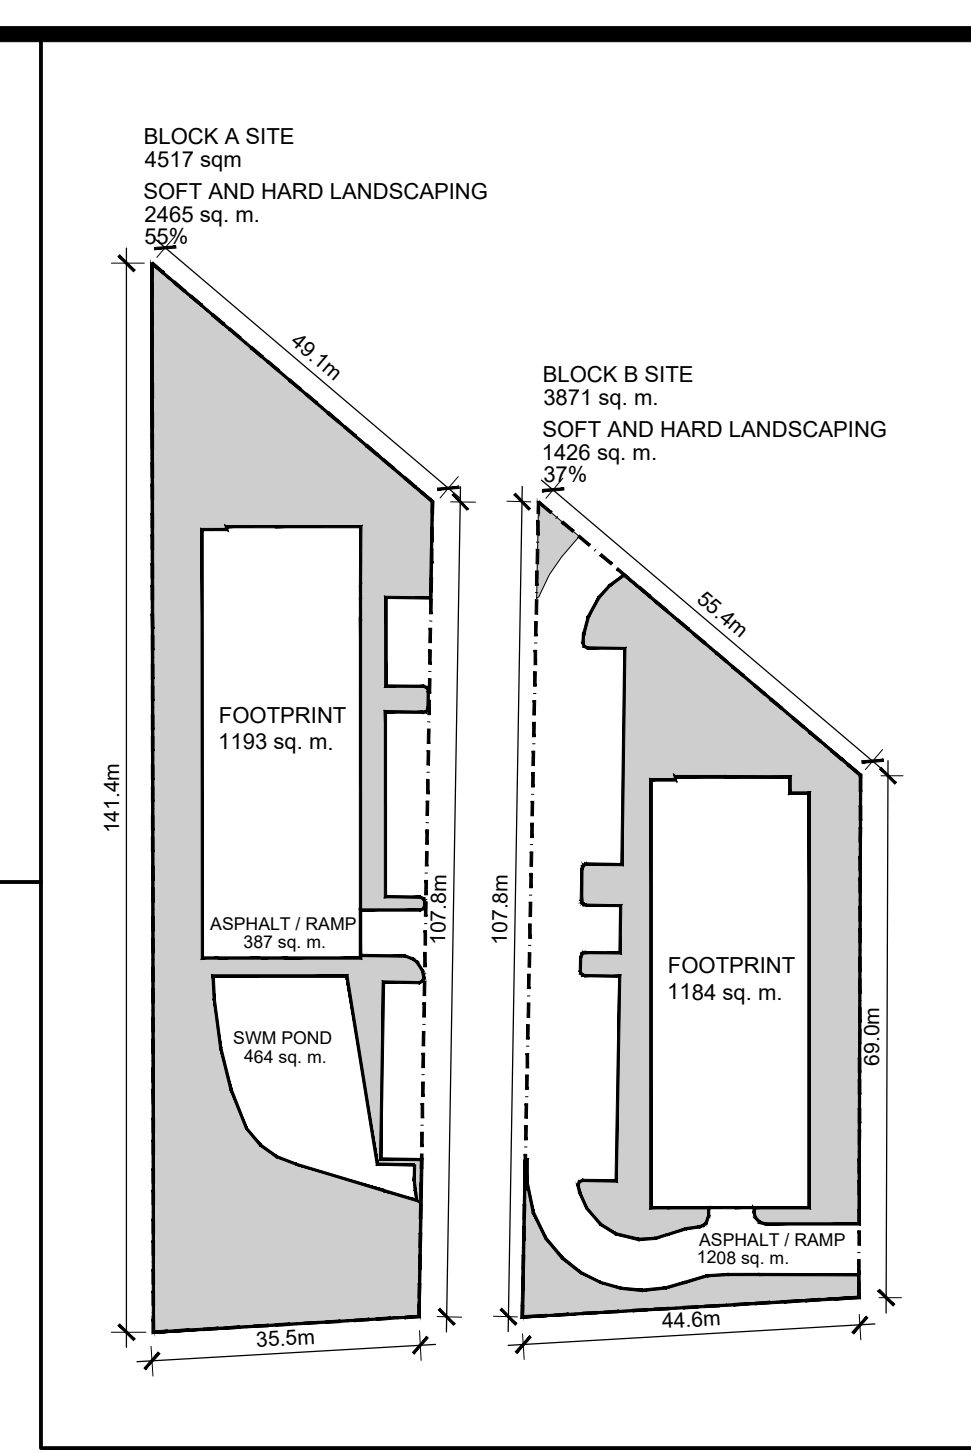 BLOCK A SITE
4517 sqm
SOFT AND HARD LANDSCAPING
2465 sq. m.
55%
49.1m
BLOCK B SITE
3871 sq. m.
SOFT AND HARD LANDSCAPING
1426 sq. m.
37%
55.4m
FOOTPRINT
1193 sq. m.
141.4m
107.8m
107.8m
ASPHALT / RAMP
387 sq. m.
FOOTPRINT
1184 sq. m.
SWM POND
464 sq. m.
69.0m
ASPHALT / RAMP
1208 sq. m.
35.5m
44.6m